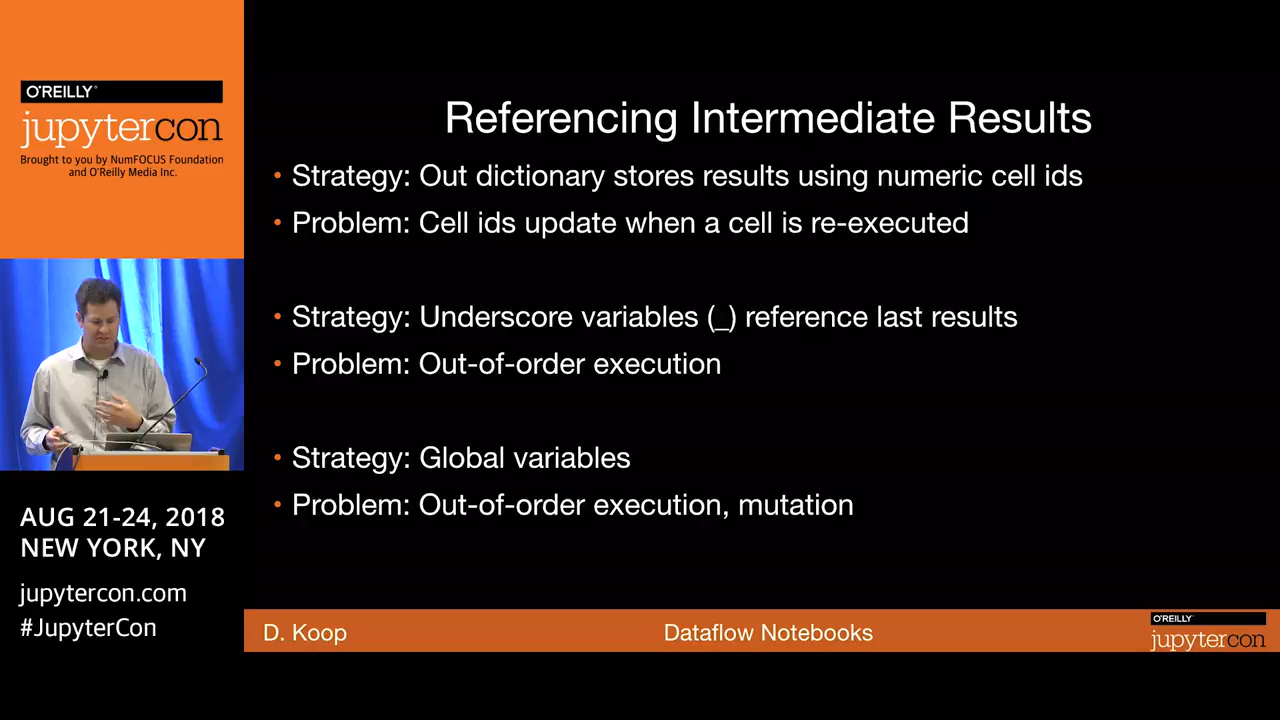 O'REILLY®
jupytercon
Brought to you by NumFOCUS Foundation
and O'Reilly Media Inc.
AUG 21-24, 2018
NEW YORK, NY
jupytercon.com
#JupyterCon
Referencing Intermediate Results
• Strategy: Out dictionary stores results using numeric cell ids
• Problem: Cell ids update when a cell is re-executed
• Strategy: Underscore variables (_) reference last results
• Problem: Out-of-order execution
• Strategy: Global variables
• Problem: Out-of-order execution, mutation
D. Koop
Dataflow Notebooks
O'REILLY®
jupytercon